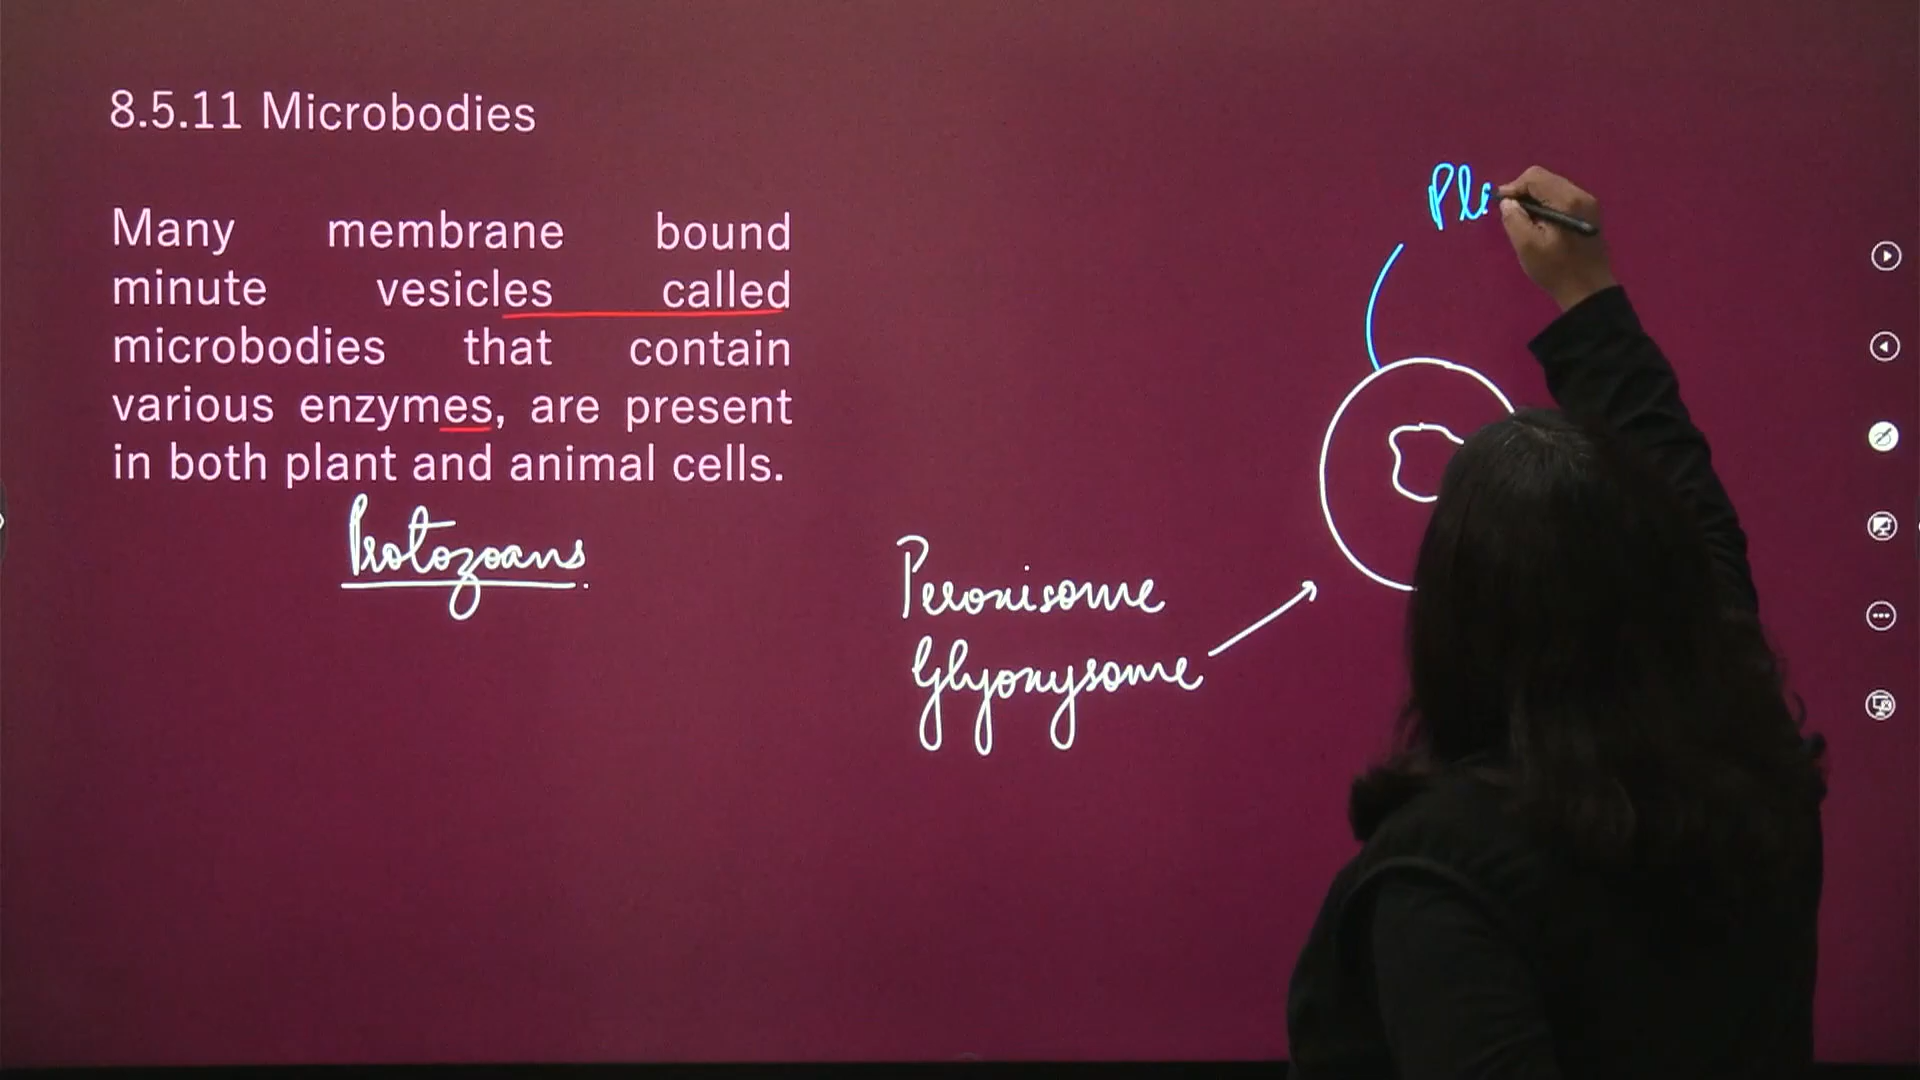 8.5.11 Microbodies
Many membrane bound
minute vesicles called
microbodies that contain
various enzymes, are present
in both plant and animal cells.
Protozoans.
Peroxisome
Glyoxysome
Pla